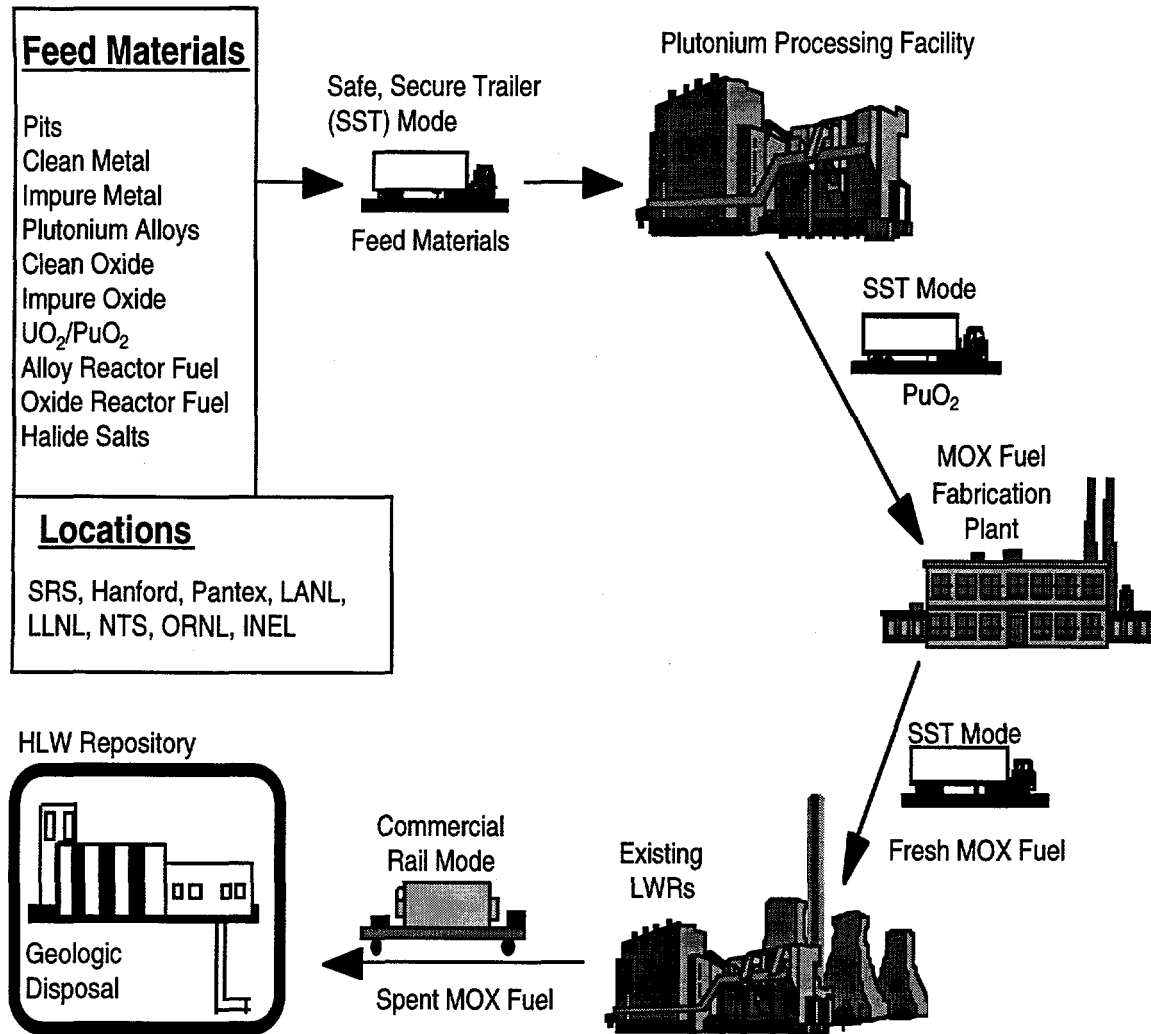 Feed Materials
Pits
Clean Metal
Impure Metal
Plutonium Alloys
Clean Oxide
Impure Oxide
UO₂/PuO₂
Alloy Reactor Fuel
Oxide Reactor Fuel
Halide Salts
Locations
SRS, Hanford, Pantex, LANL,
LLNL, NTS, ORNL, INEL
Safe, Secure Trailer
(SST) Mode
Feed Materials
Plutonium Processing Facility
SST Mode
PuO₂
MOX Fuel
Fabrication
Plant
SST Mode
Fresh MOX Fuel
Existing
LWRs
Commercial
Rail Mode
Spent MOX Fuel
HLW Repository
Geologic
Disposal